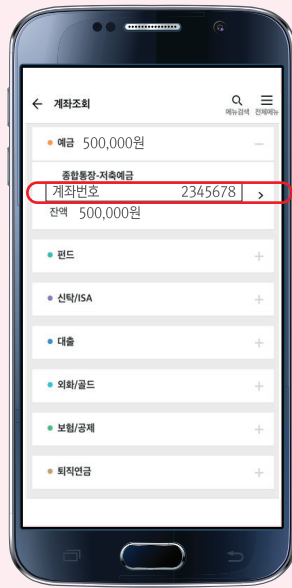 ← 계좌조회
메뉴검색 전체메뉴
예금 500,000원
종합통장-저축예금
계좌번호 2345678 >
잔액 500,000원
펀드
신탁/ISA
대출
외화/골드
보험/공제
퇴직연금